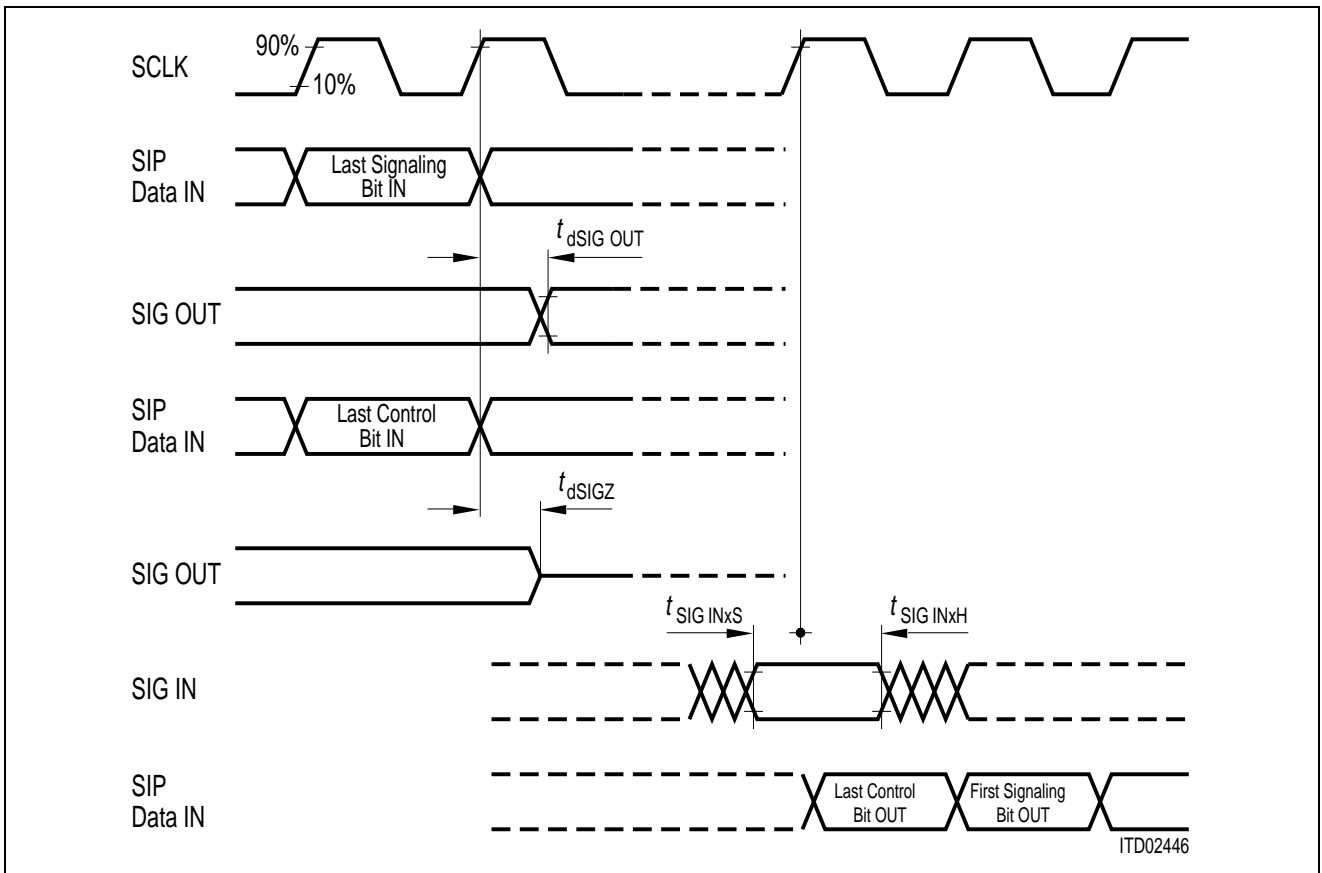 90%
SCLK
10%
SIP
Data IN
Last Signaling
Bit IN
t dSIG OUT
SIG OUT
SIP
Data IN
Last Control
Bit IN
t dSIGZ
SIG OUT
t SIG INxS
t SIG INxH
SIG IN
SIP
Data IN
Last Control
Bit OUT
First Signaling
Bit OUT
ITD02446